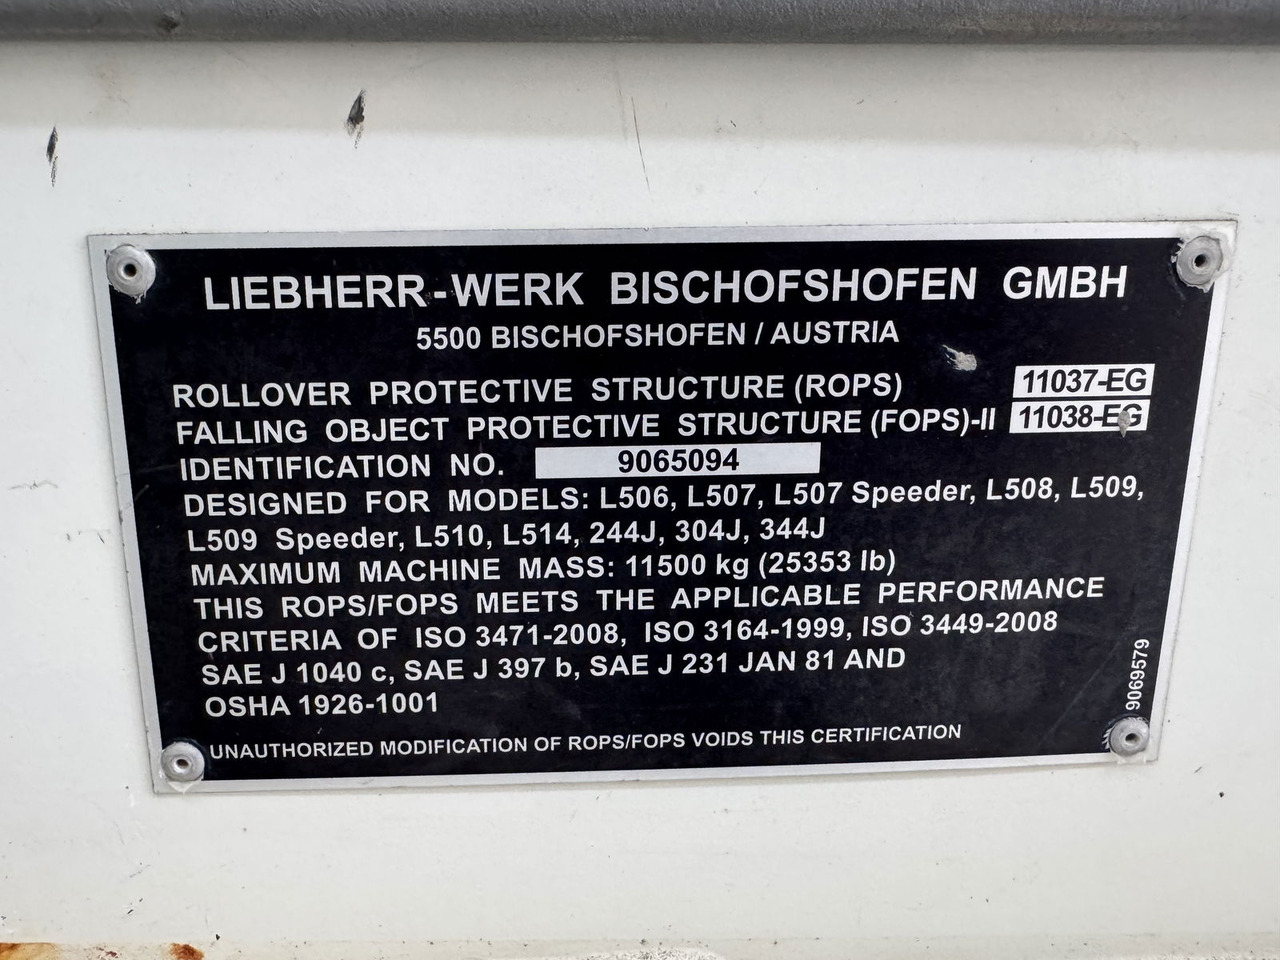 LIEBHERR-WERK BISCHOFSHOFEN GMBH
5500 BISCHOFSHOFEN / AUSTRIA
ROLLOVER PROTECTIVE STRUCTURE (ROPS) 11037-EG
FALLING OBJECT PROTECTIVE STRUCTURE (FOPS)-II 11038-EG
IDENTIFICATION NO. 9065094
DESIGNED FOR MODELS: L506, L507, L507 Speeder, L508, L509,
L509 Speeder, L510, L514, 244J, 304J, 344J
MAXIMUM MACHINE MASS: 11500 kg (25353 lb)
THIS ROPS/FOPS MEETS THE APPLICABLE PERFORMANCE
CRITERIA OF ISO 3471-2008, ISO 3164-1999, ISO 3449-2008
SAE J 1040 c, SAE J 397 b, SAE J 231 JAN 81 AND
OSHA 1926-1001
UNAUTHORIZED MODIFICATION OF ROPS/FOPS VOIDS THIS CERTIFICATION
9069579